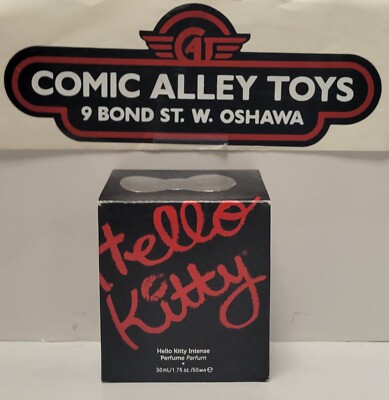 CAT
COMIC ALLEY TOYS
9 BOND ST. W. OSHAWA
Hello
Kitty®
Hello Kitty Intense
Perfume Parfum
50 mL/1.7 fl. oz./50 мл ℮